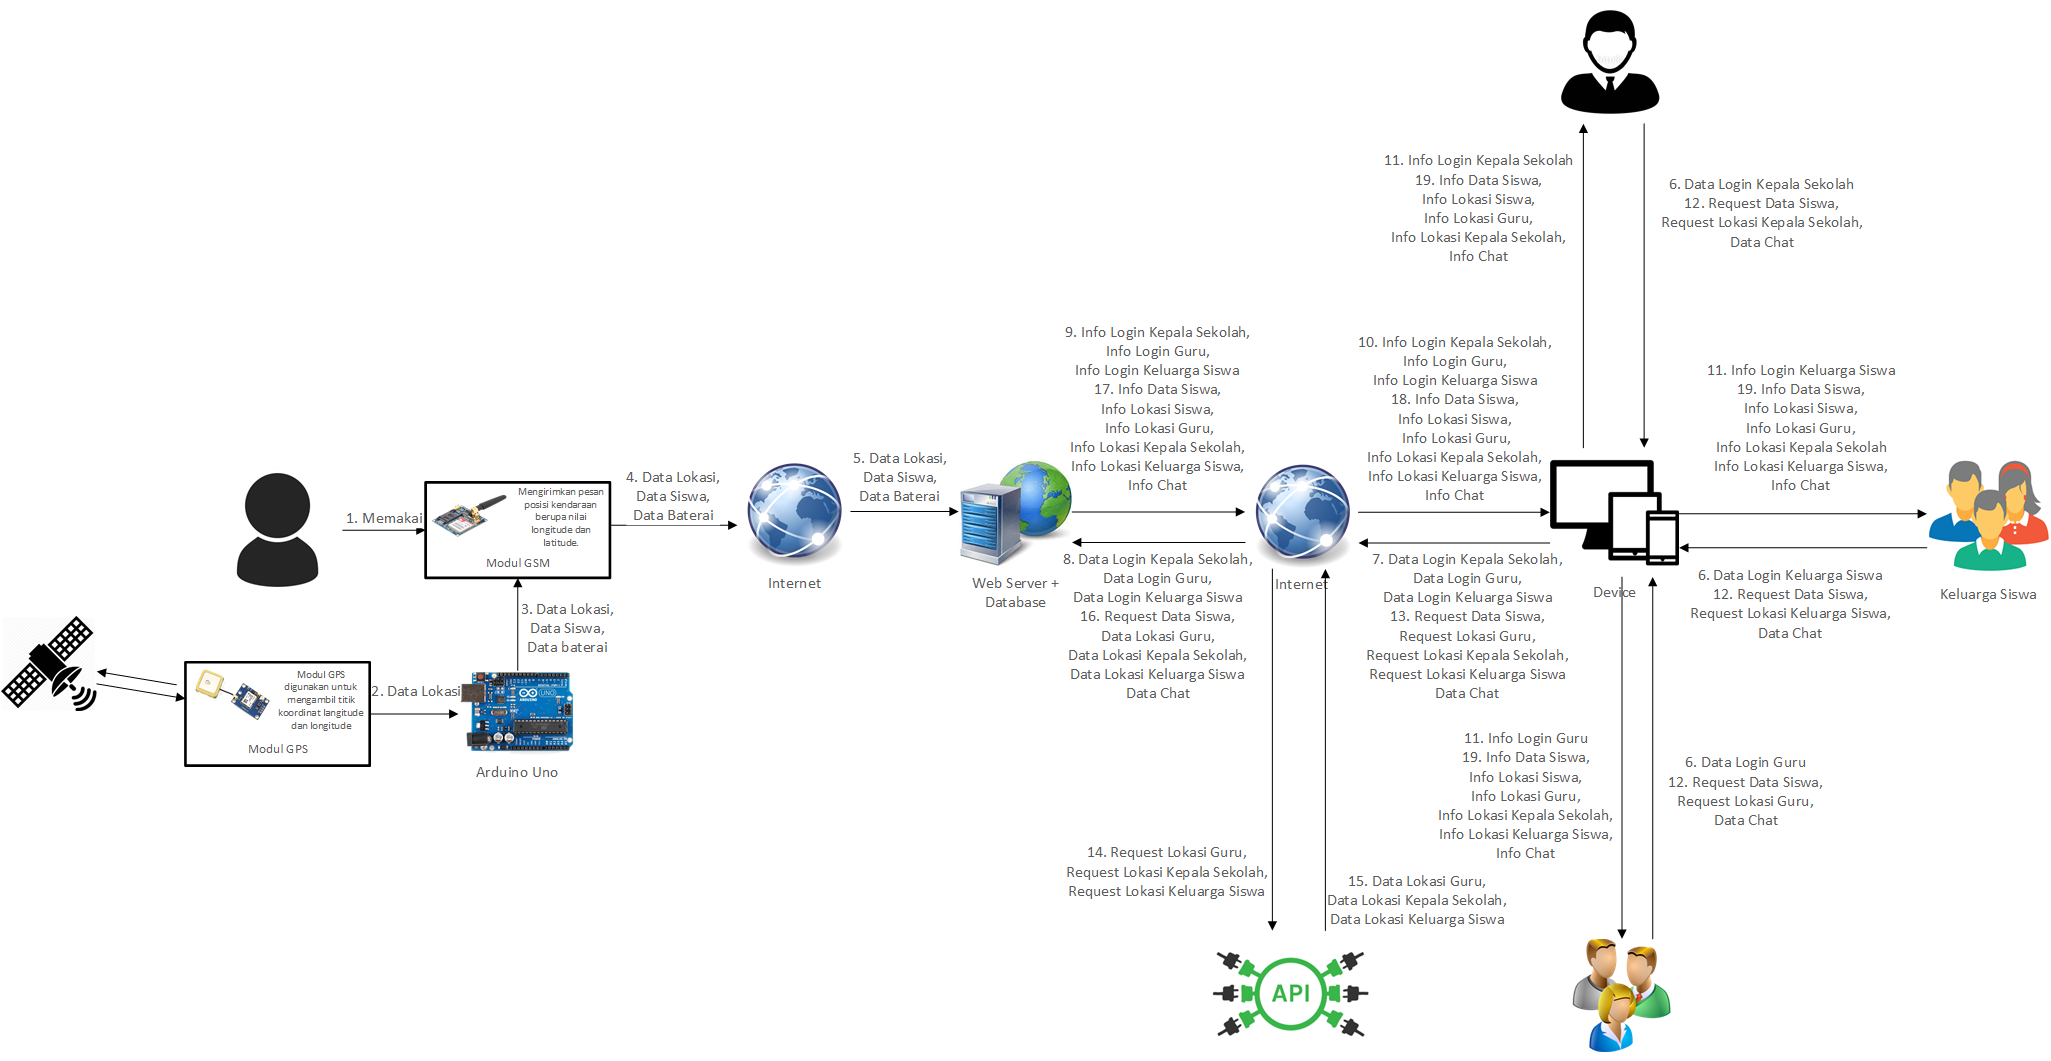 11. Info Login Kepala Sekolah
19. Info Data Siswa,
Info Lokasi Siswa,
Info Lokasi Guru,
Info Lokasi Kepala Sekolah,
Info Chat
6. Data Login Kepala Sekolah
12. Request Data Siswa,
Request Lokasi Kepala Sekolah,
Data Chat
1. Memakai
Mengirimkan pesan
posisi kendaraan
berupa nilai
longitude dan
latitude.
Modul GSM
4. Data Lokasi,
Data Siswa,
Data Baterai
Internet
5. Data Lokasi,
Data Siswa,
Data Baterai
Web Server +
Database
9. Info Login Kepala Sekolah,
Info Login Guru,
Info Login Keluarga Siswa
17. Info Data Siswa,
Info Lokasi Siswa,
Info Lokasi Guru,
Info Lokasi Kepala Sekolah,
Info Lokasi Keluarga Siswa,
Info Chat
8. Data Login Kepala Sekolah,
Data Login Guru,
Data Login Keluarga Siswa
16. Request Data Siswa,
Data Lokasi Guru,
Data Lokasi Kepala Sekolah,
Data Lokasi Keluarga Siswa
Data Chat
Internet
10. Info Login Kepala Sekolah,
Info Login Guru,
Info Login Keluarga Siswa
18. Info Data Siswa,
Info Lokasi Siswa,
Info Lokasi Guru,
Info Lokasi Kepala Sekolah,
Info Lokasi Keluarga Siswa,
Info Chat
7. Data Login Kepala Sekolah,
Data Login Guru,
Data Login Keluarga Siswa
13. Request Data Siswa,
Request Lokasi Guru,
Request Lokasi Kepala Sekolah,
Request Lokasi Keluarga Siswa
Data Chat
Device
11. Info Login Keluarga Siswa
19. Info Data Siswa,
Info Lokasi Siswa,
Info Lokasi Guru,
Info Lokasi Kepala Sekolah
Info Lokasi Keluarga Siswa,
Info Chat
6. Data Login Keluarga Siswa
12. Request Data Siswa,
Request Lokasi Keluarga Siswa,
Data Chat
Keluarga Siswa
3. Data Lokasi,
Data Siswa,
Data baterai
Modul GPS
digunakan untuk
mengambil titik
koordinat langitude
dan longitude
Modul GPS
2. Data Lokasi
UNO
ARDUINO
Arduino Uno
11. Info Login Guru
19. Info Data Siswa,
Info Lokasi Siswa,
Info Lokasi Guru,
Info Lokasi Kepala Sekolah,
Info Lokasi Keluarga Siswa,
Info Chat
6. Data Login Guru
12. Request Data Siswa,
Request Lokasi Guru,
Data Chat
14. Request Lokasi Guru,
Request Lokasi Kepala Sekolah,
Request Lokasi Keluarga Siswa
15. Data Lokasi Guru,
Data Lokasi Kepala Sekolah,
Data Lokasi Keluarga Siswa
API